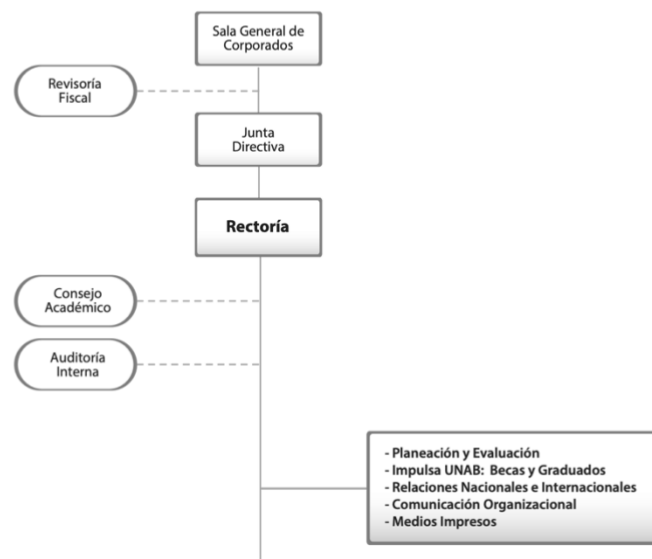 Sala General de
Corporados
Revisoría
Fiscal
Junta
Directiva
Rectoría
Consejo
Académico
Auditoría
Interna
- Planeación y Evaluación
- Impulsa UNAB: Becas y Graduados
- Relaciones Nacionales e Internacionales
- Comunicación Organizacional
- Medios Impresos